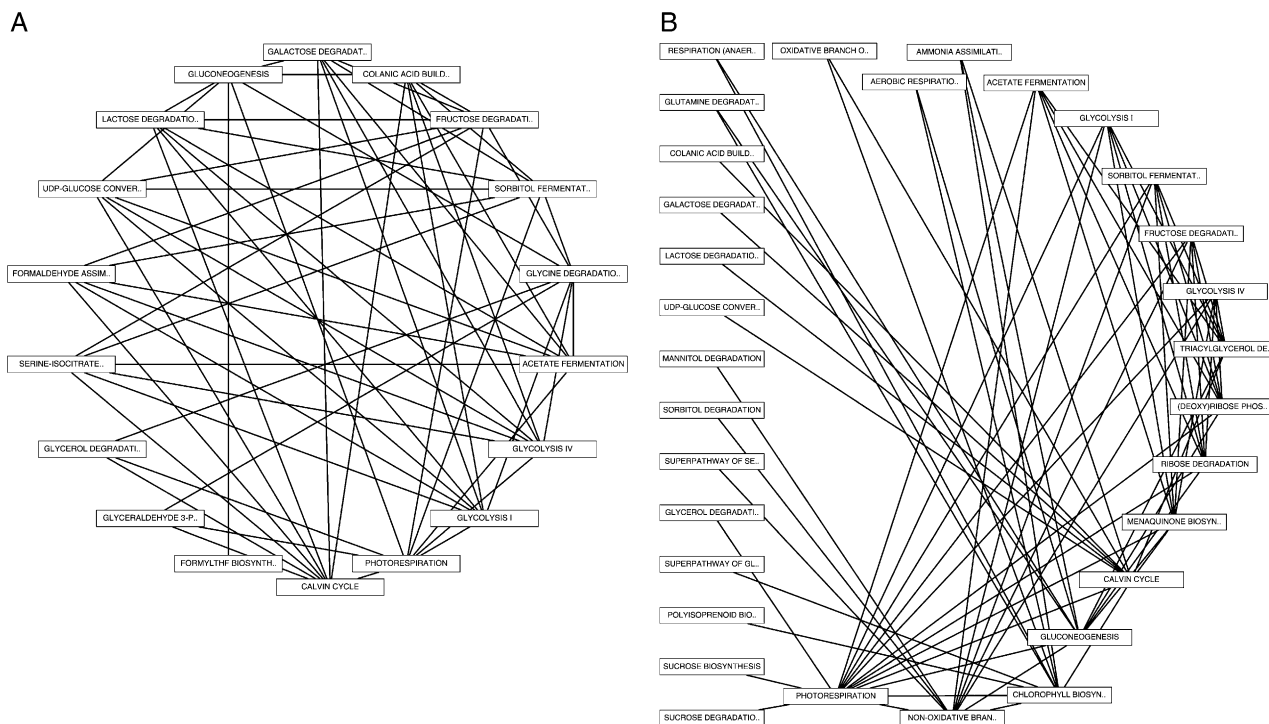 A
GALACTOSE DEGRADAT..
GLUCONEOGENESIS
COLANIC ACID BUILD..
LACTOSE DEGRADATIO..
FRUCTOSE DEGRADATI..
UDP-GLUCOSE CONVER..
SORBITOL FERMENTAT..
FORMALDEHYDE ASSIM..
GLYCINE DEGRADATIO..
SERINE-ISOCITRATE..
ACETATE FERMENTATION
GLYCEROL DEGRADATI..
GLYCOLYSIS IV
GLYCERALDEHYDE 3-P..
GLYCOLYSIS I
FORMYLTHF BIOSYNTH..
PHOTORESPIRATION
CALVIN CYCLE
B
RESPIRATION (ANAER..
OXIDATIVE BRANCH O..
AMMONIA ASSIMILATI..
AEROBIC RESPIRATIO..
ACETATE FERMENTATION
GLUTAMINE DEGRADAT..
GLYCOLYSIS I
COLANIC ACID BUILD..
SORBITOL FERMENTAT..
GALACTOSE DEGRADAT..
FRUCTOSE DEGRADATI..
LACTOSE DEGRADATIO..
GLYCOLYSIS IV
UDP-GLUCOSE CONVER..
TRIACYLGLYCEROL DE..
MANNITOL DEGRADATION
(DEOXY)RIBOSE PHOS..
SORBITOL DEGRADATION
SUPERPATHWAY OF SE..
RIBOSE DEGRADATION
GLYCEROL DEGRADATI..
MENAQUINONE BIOSYN..
SUPERPATHWAY OF GL..
CALVIN CYCLE
POLYISOPRENOID BIO..
GLUCONEOGENESIS
SUCROSE BIOSYNTHESIS
PHOTORESPIRATION
CHLOROPHYLL BIOSYN..
SUCROSE DEGRADATIO..
NON-OXIDATIVE BRAN..